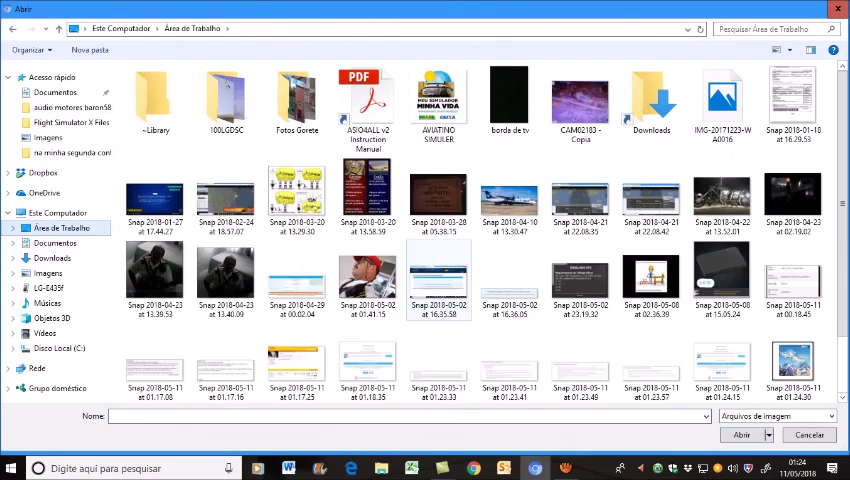 Abrir
Este Computador > Área de Trabalho >
Pesquisar Área de Trabalho
Organizar
Nova pasta
Acesso rápido
Documentos
audio motores baron58
Flight Simulator X Files
Imagens
na minha segunda cont
Dropbox
OneDrive
Este Computador
Área de Trabalho
Documentos
Downloads
Imagens
LG-E435f
Músicas
Objetos 3D
Vídeos
Disco Local (C:)
Rede
Grupo doméstico
PDF
MEU SIMULADOR
MINHA VIDA
~Library
100LGDSC
Fotos Gorete
ASIO4ALL v2
Instruction
Manual
AVIATINO
SIMULER
borda de tv
CAM02183 -
Copia
Downloads
IMG-20171223-W
A0016
Snap 2018-01-18
at 16.29.53
Snap 2018-01-27
at 17.44.27
Snap 2018-02-24
at 18.57.07
Snap 2018-03-20
at 13.29.30
Snap 2018-03-20
at 13.58.59
Snap 2018-03-28
at 05.38.15
Snap 2018-04-10
at 13.30.47
Snap 2018-04-21
at 22.08.35
Snap 2018-04-21
at 22.08.42
Snap 2018-04-22
at 13.52.01
Snap 2018-04-23
at 02.19.02
Snap 2018-04-23
at 13.39.53
Snap 2018-04-23
at 13.40.09
Snap 2018-04-29
at 00.02.04
Snap 2018-05-02
at 01.41.15
Snap 2018-05-02
at 16.35.58
Snap 2018-05-02
at 16.36.05
Snap 2018-05-02
at 23.19.32
Snap 2018-05-08
at 02.36.39
Snap 2018-05-08
at 15.05.24
Snap 2018-05-11
at 00.18.45
Snap 2018-05-11
at 01.17.08
Snap 2018-05-11
at 01.17.16
Snap 2018-05-11
at 01.17.25
Snap 2018-05-11
at 01.18.35
Snap 2018-05-11
at 01.23.33
Snap 2018-05-11
at 01.23.41
Snap 2018-05-11
at 01.23.49
Snap 2018-05-11
at 01.23.57
Snap 2018-05-11
at 01.24.15
Snap 2018-05-11
at 01.24.30
Nome:
Arquivos de imagem
Abrir
Cancelar
Digite aqui para pesquisar
01:24
11/05/2018